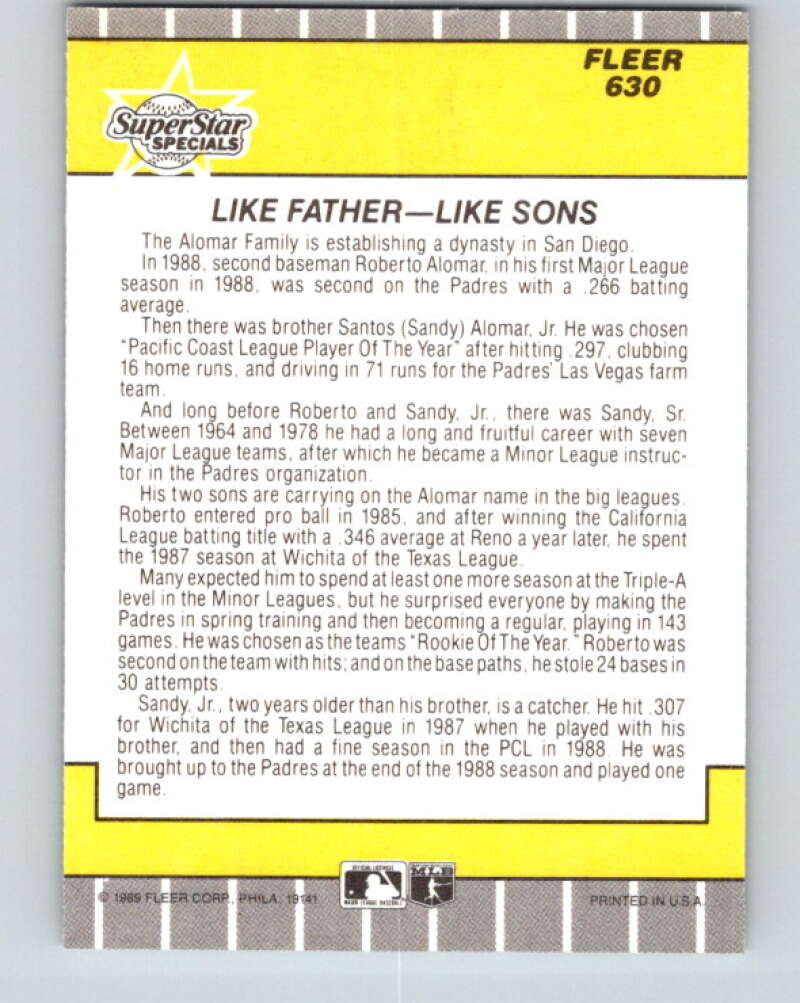 FLEER
630
SuperStar
SPECIALS
LIKE FATHER—LIKE SONS
The Alomar Family is establishing a dynasty in San Diego.
In 1988, second baseman Roberto Alomar, in his first Major League
season in 1988, was second on the Padres with a .266 batting
average.
Then there was brother Santos (Sandy) Alomar, Jr. He was chosen
"Pacific Coast League Player Of The Year" after hitting .297, clubbing
16 home runs, and driving in 71 runs for the Padres' Las Vegas farm
team.
And long before Roberto and Sandy, Jr., there was Sandy, Sr.
Between 1964 and 1978 he had a long and fruitful career with seven
Major League teams, after which he became a Minor League instruc-
tor in the Padres organization.
His two sons are carrying on the Alomar name in the big leagues.
Roberto entered pro ball in 1985, and after winning the California
League batting title with a .346 average at Reno a year later, he spent
the 1987 season at Wichita of the Texas League.
Many expected him to spend at least one more season at the Triple-A
level in the Minor Leagues, but he surprised everyone by making the
Padres in spring training and then becoming a regular, playing in 143
games. He was chosen as the teams "Rookie Of The Year." Roberto was
second on the team with hits; and on the base paths, he stole 24 bases in
30 attempts.
Sandy, Jr., two years older than his brother, is a catcher. He hit .307
for Wichita of the Texas League in 1987 when he played with his
brother, and then had a fine season in the PCL in 1988. He was
brought up to the Padres at the end of the 1988 season and played one
game.
© 1989 FLEER CORP., PHILA. 19141
OFFICIAL LICENSEE
MAJOR LEAGUE BASEBALL
MLB
PRINTED IN U.S.A.